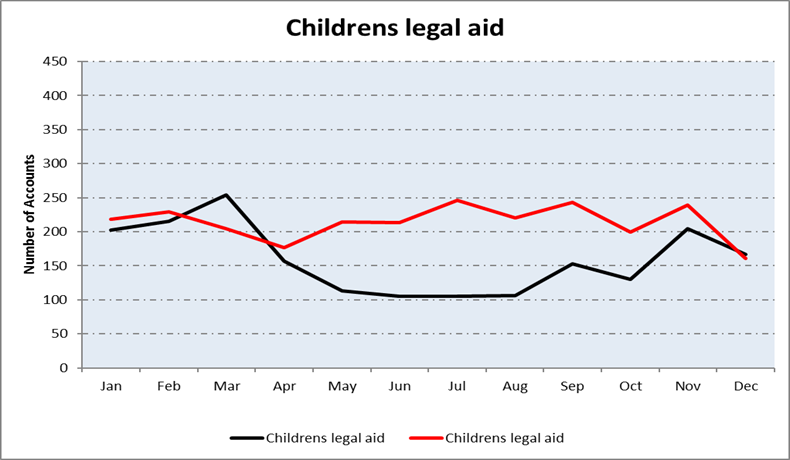 Childrens legal aid
Number of Accounts
450
400
350
300
250
200
150
100
50
0
Jan Feb Mar Apr May Jun Jul Aug Sep Oct Nov Dec
Childrens legal aid Childrens legal aid